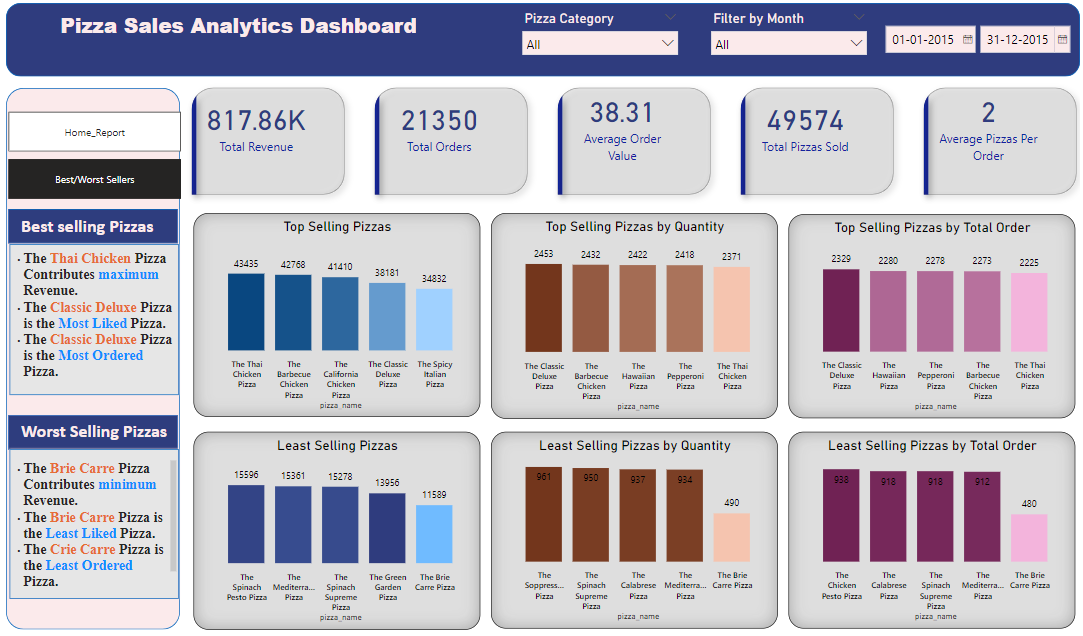 Pizza Sales Analytics Dashboard
Pizza Category
All
Filter by Month
All
01-01-2015
31-12-2015
Home_Report
Best/Worst Sellers
Best selling Pizzas
· The Thai Chicken Pizza
Contributes maximum
Revenue.
· The Classic Deluxe Pizza
is the Most Liked Pizza.
· The Classic Deluxe Pizza
is the Most Ordered
Pizza.
Worst Selling Pizzas
· The Brie Carre Pizza
Contributes minimum
Revenue.
· The Brie Carre Pizza is
the Least Liked Pizza.
· The Crie Carre Pizza is
the Least Ordered
Pizza.
817.86K
Total Revenue
21350
Total Orders
38.31
Average Order
Value
49574
Total Pizzas Sold
2
Average Pizzas Per
Order
Top Selling Pizzas
43435 42768 41410 38181 34832
The Thai
Chicken
Pizza
The
Barbecue
Chicken
Pizza
The
California
Chicken
Pizza
The Classic
Deluxe
Pizza
The Spicy
Italian
Pizza
pizza_name
Top Selling Pizzas by Quantity
2453 2432 2422 2418 2371
The Classic
Deluxe
Pizza
The
Barbecue
Chicken
Pizza
The
Hawaiian
Pizza
The
Pepperoni
Pizza
The Thai
Chicken
Pizza
pizza_name
Top Selling Pizzas by Total Order
2329 2280 2278 2273 2225
The Classic
Deluxe
Pizza
The
Hawaiian
Pizza
The
Pepperoni
Pizza
The
Barbecue
Chicken
Pizza
The Thai
Chicken
Pizza
pizza_name
Least Selling Pizzas
15596 15361 15278 13956 11589
The
Spinach
Pesto Pizza
The
Mediterra...
Pizza
The
Spinach
Supreme
Pizza
The Green
Garden
Pizza
The Brie
Carre Pizza
pizza_name
Least Selling Pizzas by Quantity
961 950 937 934 490
The
Soppress...
Pizza
The
Spinach
Supreme
Pizza
The
Calabrese
Pizza
The
Mediterra...
Pizza
The Brie
Carre Pizza
pizza_name
Least Selling Pizzas by Total Order
938 918 918 912 480
The
Chicken
Pesto Pizza
The
Calabrese
Pizza
The
Spinach
Supreme
Pizza
The
Mediterra...
Pizza
The Brie
Carre Pizza
pizza_name